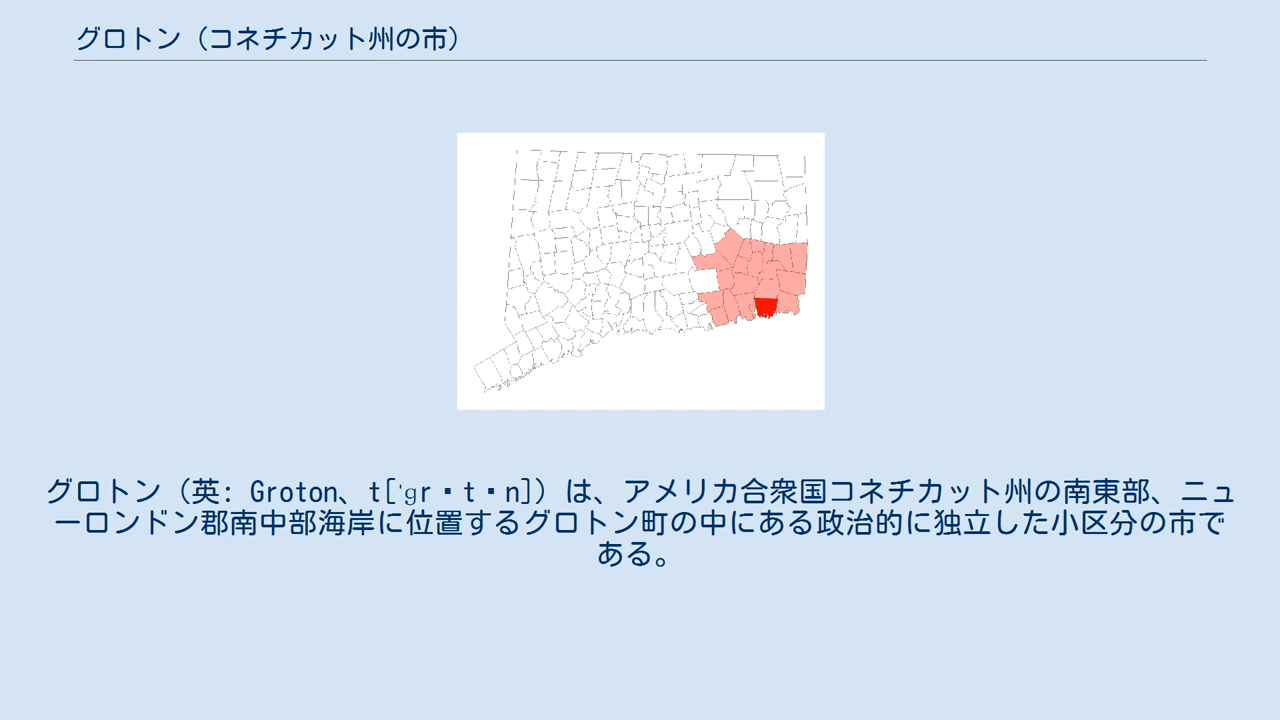 グロトン（コネチカット州の市）
グロトン（英: Groton、t[ˈɡr・t・n]）は、アメリカ合衆国コネチカット州の南東部、ニュ
ーロンドン郡南中部海岸に位置するグロトン町の中にある政治的に独立した小区分の市で
ある。